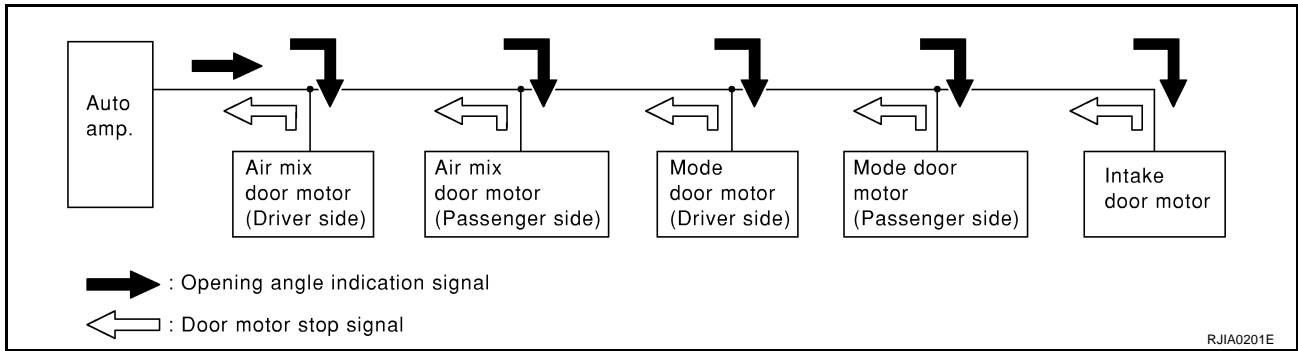 Auto
amp.
Air mix
door motor
(Driver side)
Air mix
door motor
(Passenger side)
Mode
door motor
(Driver side)
Mode door
motor
(Passenger side)
Intake
door motor
: Opening angle indication signal
: Door motor stop signal
RJIA0201E